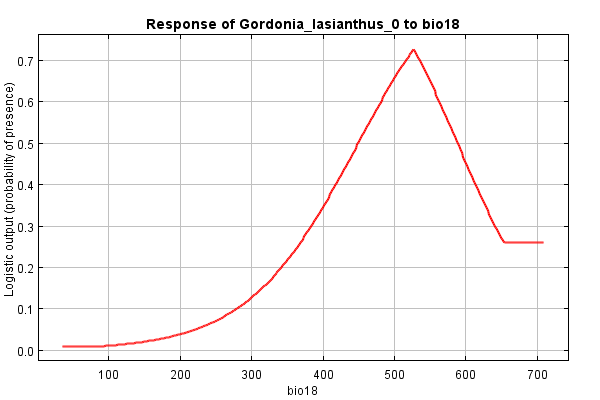 Response of Gordonia_lasianthus_0 to bio18
Logistic output (probability of presence)
0.7
0.6
0.5
0.4
0.3
0.2
0.1
0.0
100 200 300 400 500 600 700
bio18